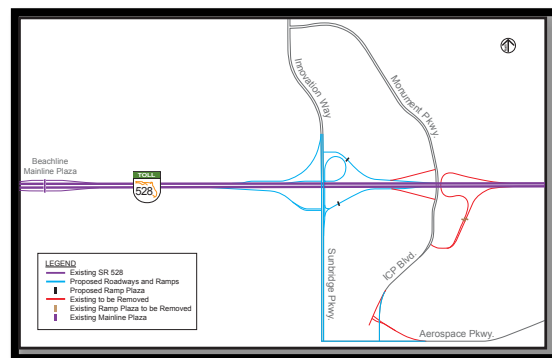 Innovation Way
Monument Pkwy.
Beachline
Mainline Plaza
TOLL
528
Sunbridge Pkwy.
ICP Blvd.
Aerospace Pkwy.
LEGEND
Existing SR 528
Proposed Roadways and Ramps
Proposed Ramp Plaza
Existing to be Removed
Existing Ramp Plaza to be Removed
Existing Mainline Plaza